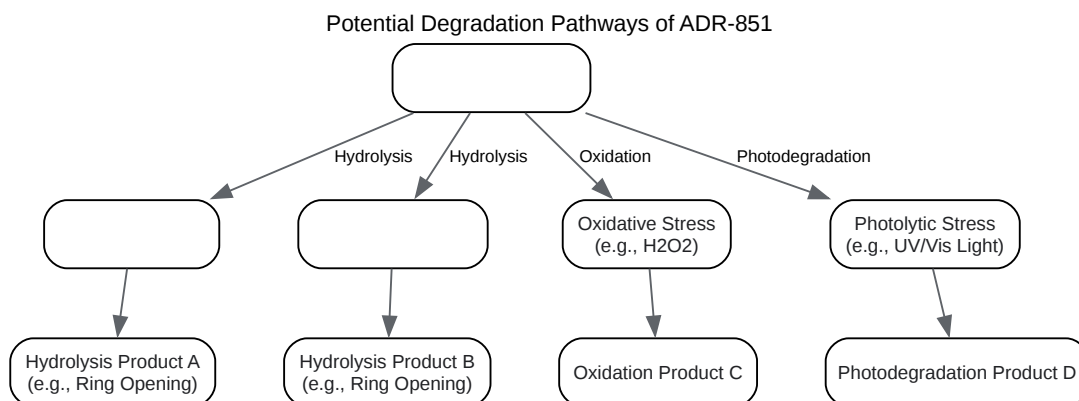 Potential Degradation Pathways of ADR-851
Hydrolysis
Hydrolysis
Oxidation
Photodegradation
Oxidative Stress
(e.g., H2O2)
Photolytic Stress
(e.g., UV/Vis Light)
Hydrolysis Product A
(e.g., Ring Opening)
Hydrolysis Product B
(e.g., Ring Opening)
Oxidation Product C
Photodegradation Product D